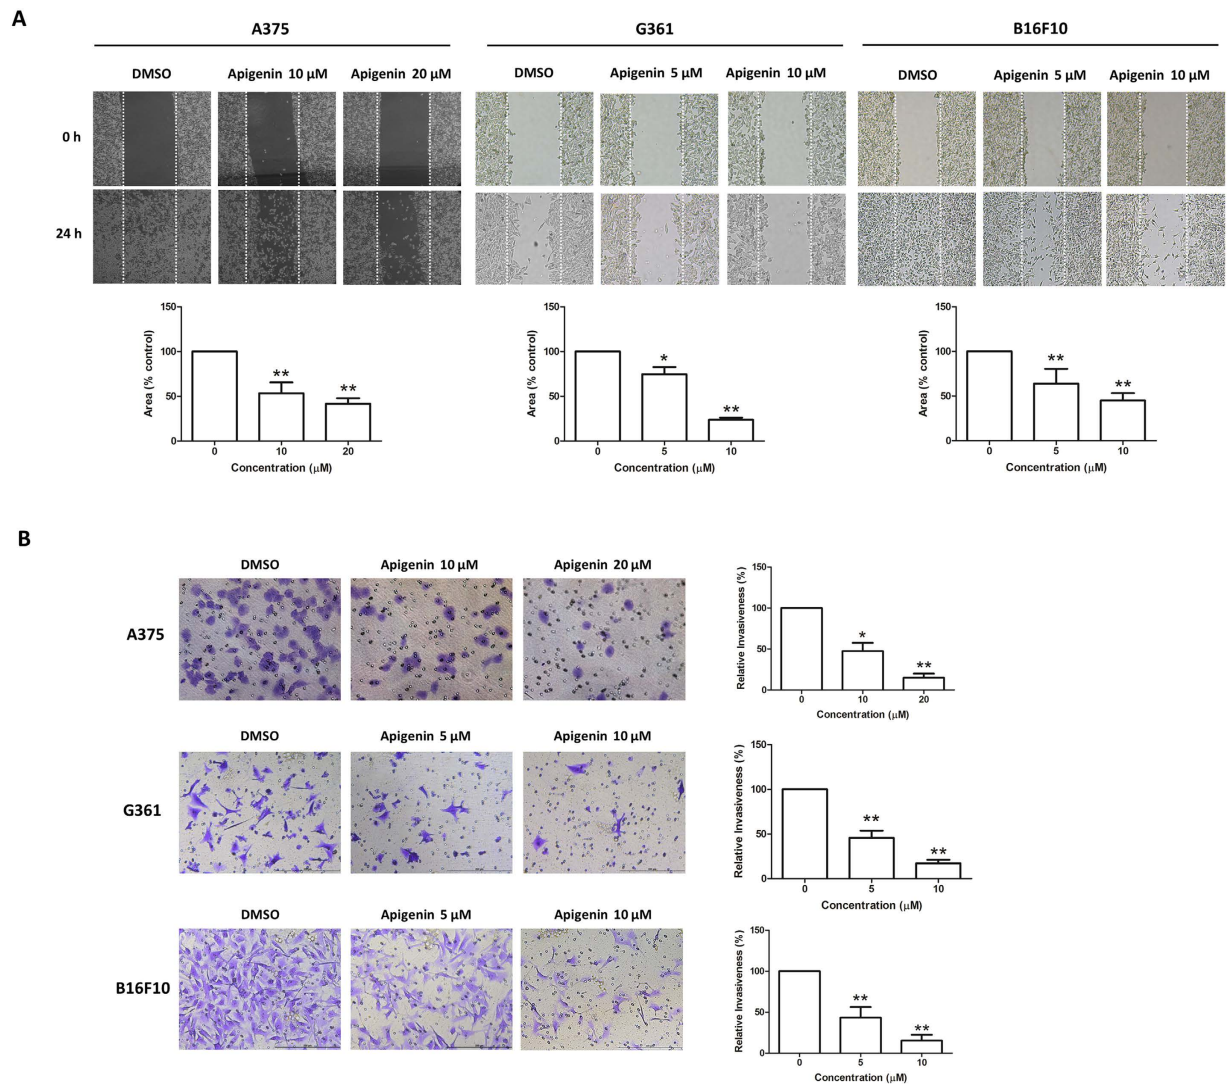 A
A375
G361
B16F10
DMSO
Apigenin 10 μM
Apigenin 20 μM
DMSO
Apigenin 5 μM
Apigenin 10 μM
DMSO
Apigenin 5 μM
Apigenin 10 μM
0 h
24 h
150
100
50
0
Area (% control)
**
**
0
10
20
Concentration (μM)
150
100
50
0
Area (% control)
*
**
0
5
10
Concentration (μM)
150
100
50
0
Area (% control)
**
**
0
5
10
Concentration (μM)
B
DMSO
Apigenin 10 μM
Apigenin 20 μM
A375
150
100
50
0
Relative Invasiveness (%)
*
**
0
10
20
Concentration (μM)
DMSO
Apigenin 5 μM
Apigenin 10 μM
G361
150
100
50
0
Relative Invasiveness (%)
**
**
0
5
10
Concentration (μM)
DMSO
Apigenin 5 μM
Apigenin 10 μM
B16F10
150
100
50
0
Relative Invasiveness (%)
**
**
0
5
10
Concentration (μM)